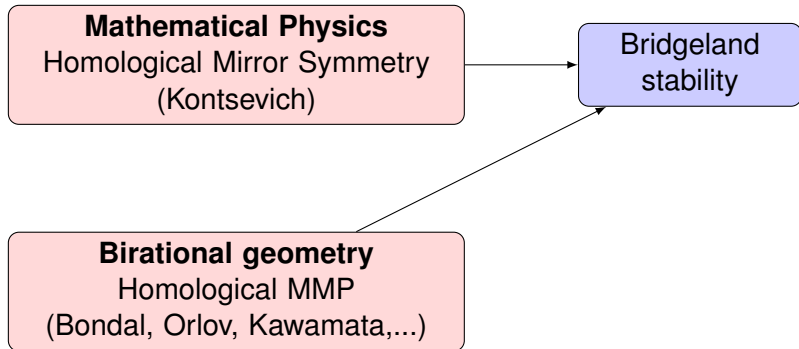 Mathematical Physics
Homological Mirror Symmetry
(Kontsevich)
Bridgeland
stability
Birational geometry
Homological MMP
(Bondal, Orlov, Kawamata,...)